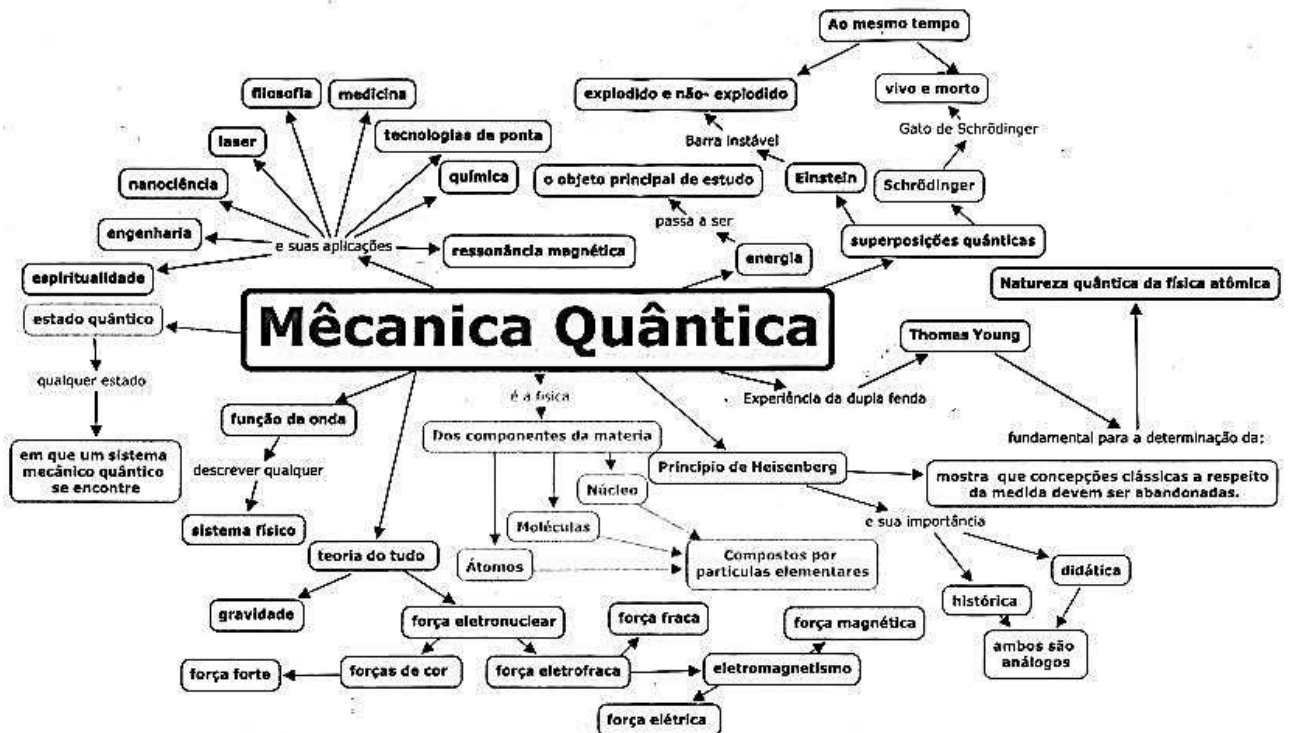 Ao mesmo tempo
explodido e não- explodido
vivo e morto
Barra instável
Gato de Schrödinger
filosofia
medicina
laser
tecnologias de ponta
nanociência
química
o objeto principal de estudo
Einstein
Schrödinger
engenharia
e suas aplicações
passa a ser
ressonância magnética
energia
superposições quânticas
espiritualidade
Natureza quântica da física atômica
estado quântico
Mêcanica Quântica
Thomas Young
qualquer estado
é a física
Experiência da dupla fenda
função da onda
Dos componentes da materia
fundamental para a determinação da:
em que um sistema
mecânico quântico
se encontre
descrever qualquer
Núcleo
Principio de Heisenberg
mostra que concepções clássicas a respeito
da medida devem ser abandonadas.
sistema físico
Moléculas
e sua importância
teoria do tudo
Átomos
Compostos por
particulas elementares
didática
histórica
gravidade
força eletronuclear
força fraca
força magnética
ambos são
análogos
força forte
forças de cor
força eletrofraca
eletromagnetismo
força elétrica